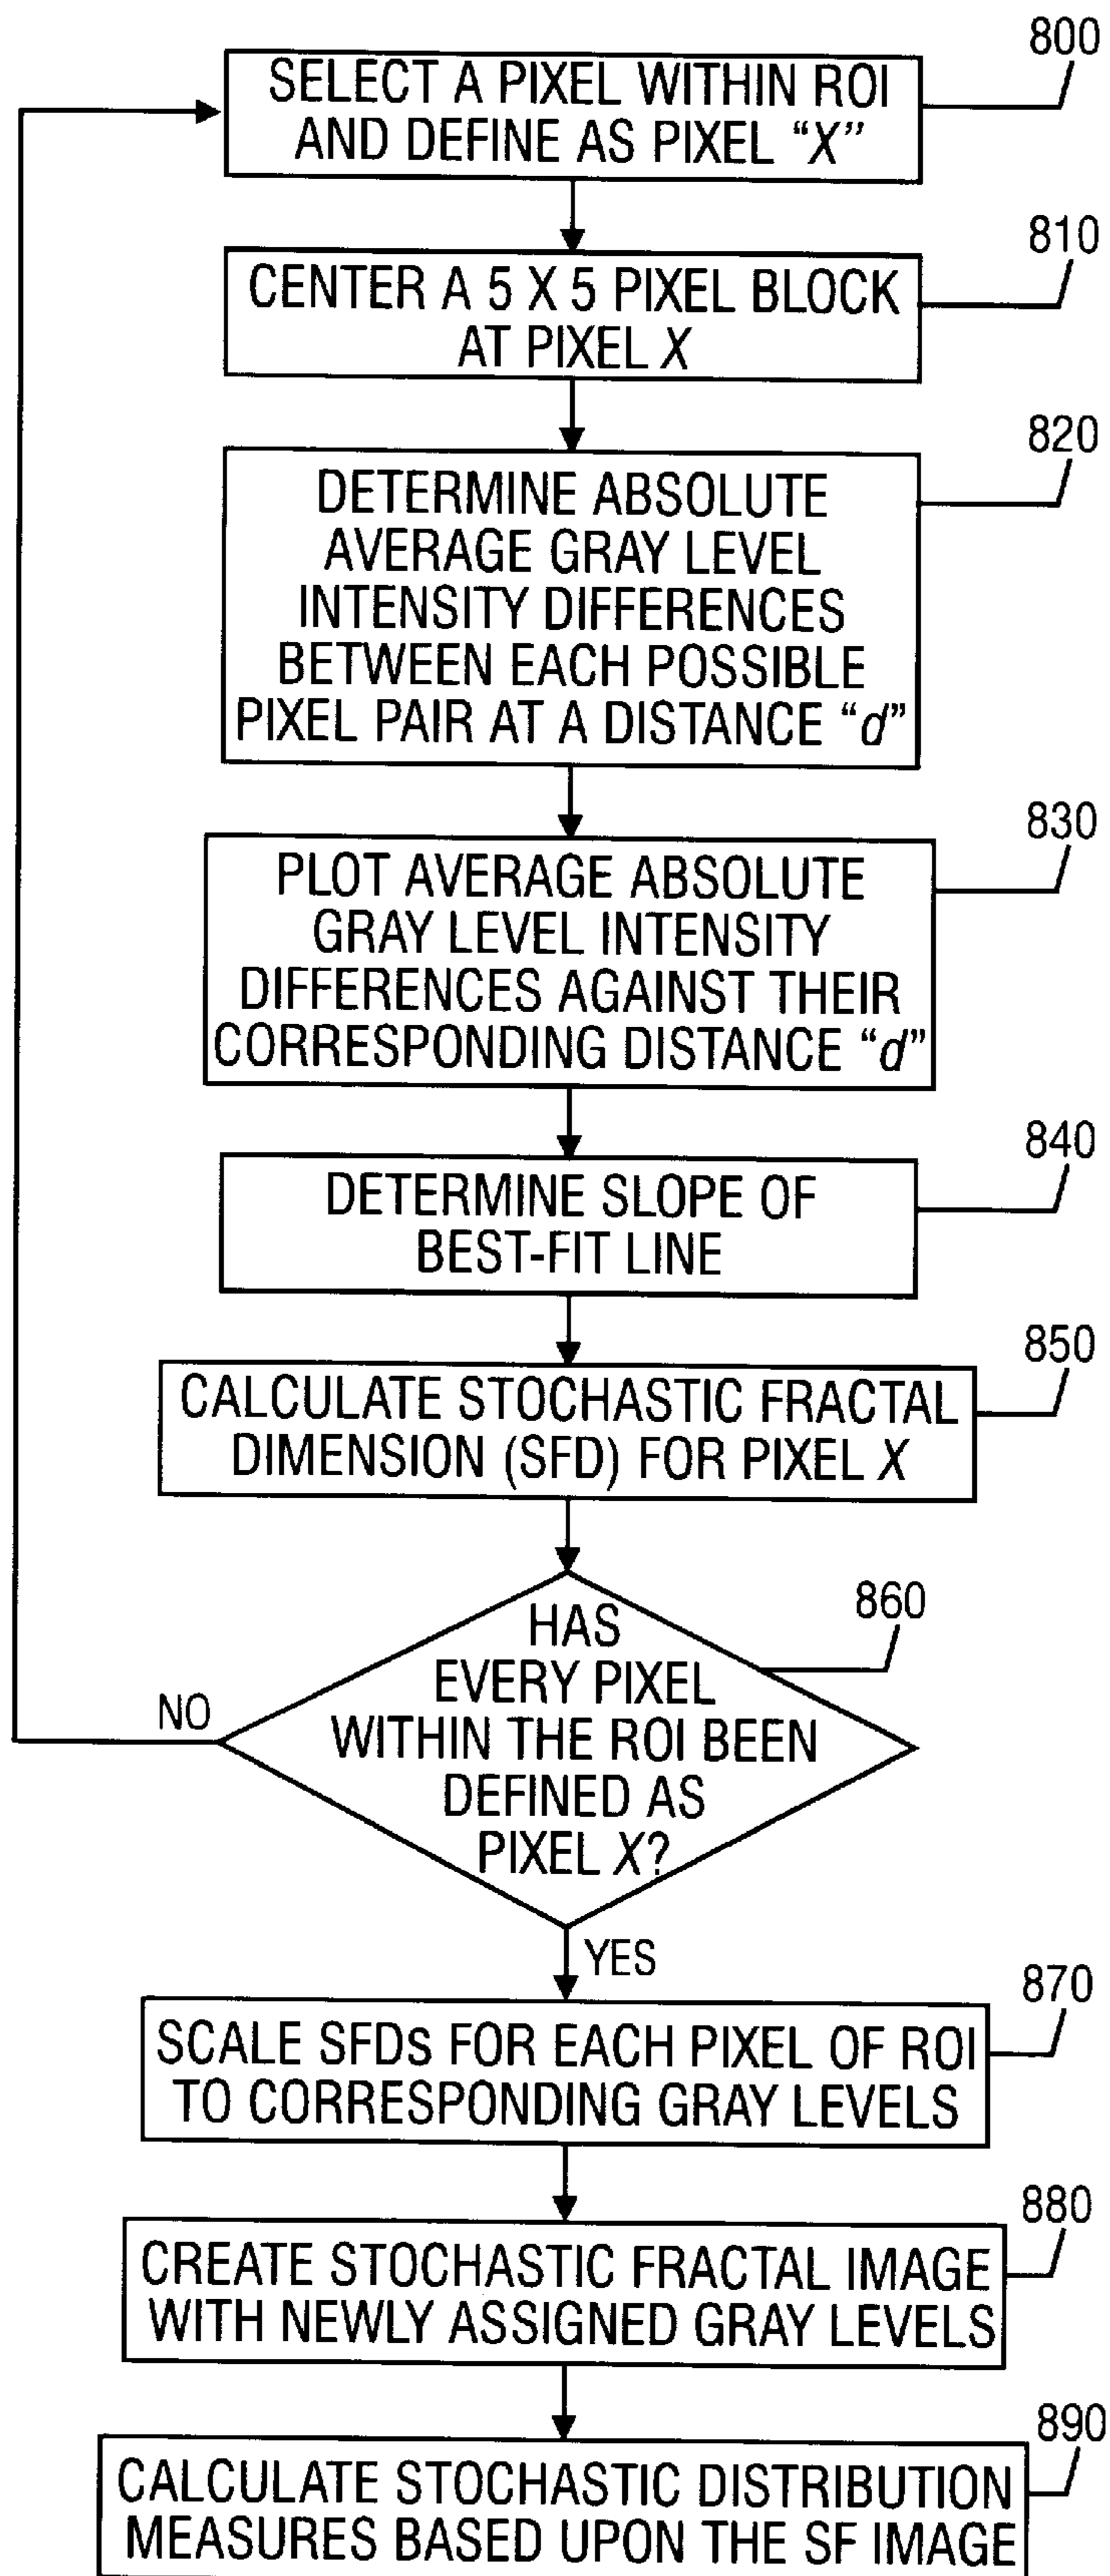 800
SELECT A PIXEL WITHIN ROI
AND DEFINE AS PIXEL “X”
810
CENTER A 5 X 5 PIXEL BLOCK
AT PIXEL X
820
DETERMINE ABSOLUTE
AVERAGE GRAY LEVEL
INTENSITY DIFFERENCES
BETWEEN EACH POSSIBLE
PIXEL PAIR AT A DISTANCE “d”
830
PLOT AVERAGE ABSOLUTE
GRAY LEVEL INTENSITY
DIFFERENCES AGAINST THEIR
CORRESPONDING DISTANCE “d”
840
DETERMINE SLOPE OF
BEST-FIT LINE
850
CALCULATE STOCHASTIC FRACTAL
DIMENSION (SFD) FOR PIXEL X
860
HAS
EVERY PIXEL
WITHIN THE ROI BEEN
DEFINED AS
PIXEL X?
NO
YES
870
SCALE SFDs FOR EACH PIXEL OF ROI
TO CORRESPONDING GRAY LEVELS
880
CREATE STOCHASTIC FRACTAL IMAGE
WITH NEWLY ASSIGNED GRAY LEVELS
890
CALCULATE STOCHASTIC DISTRIBUTION
MEASURES BASED UPON THE SF IMAGE